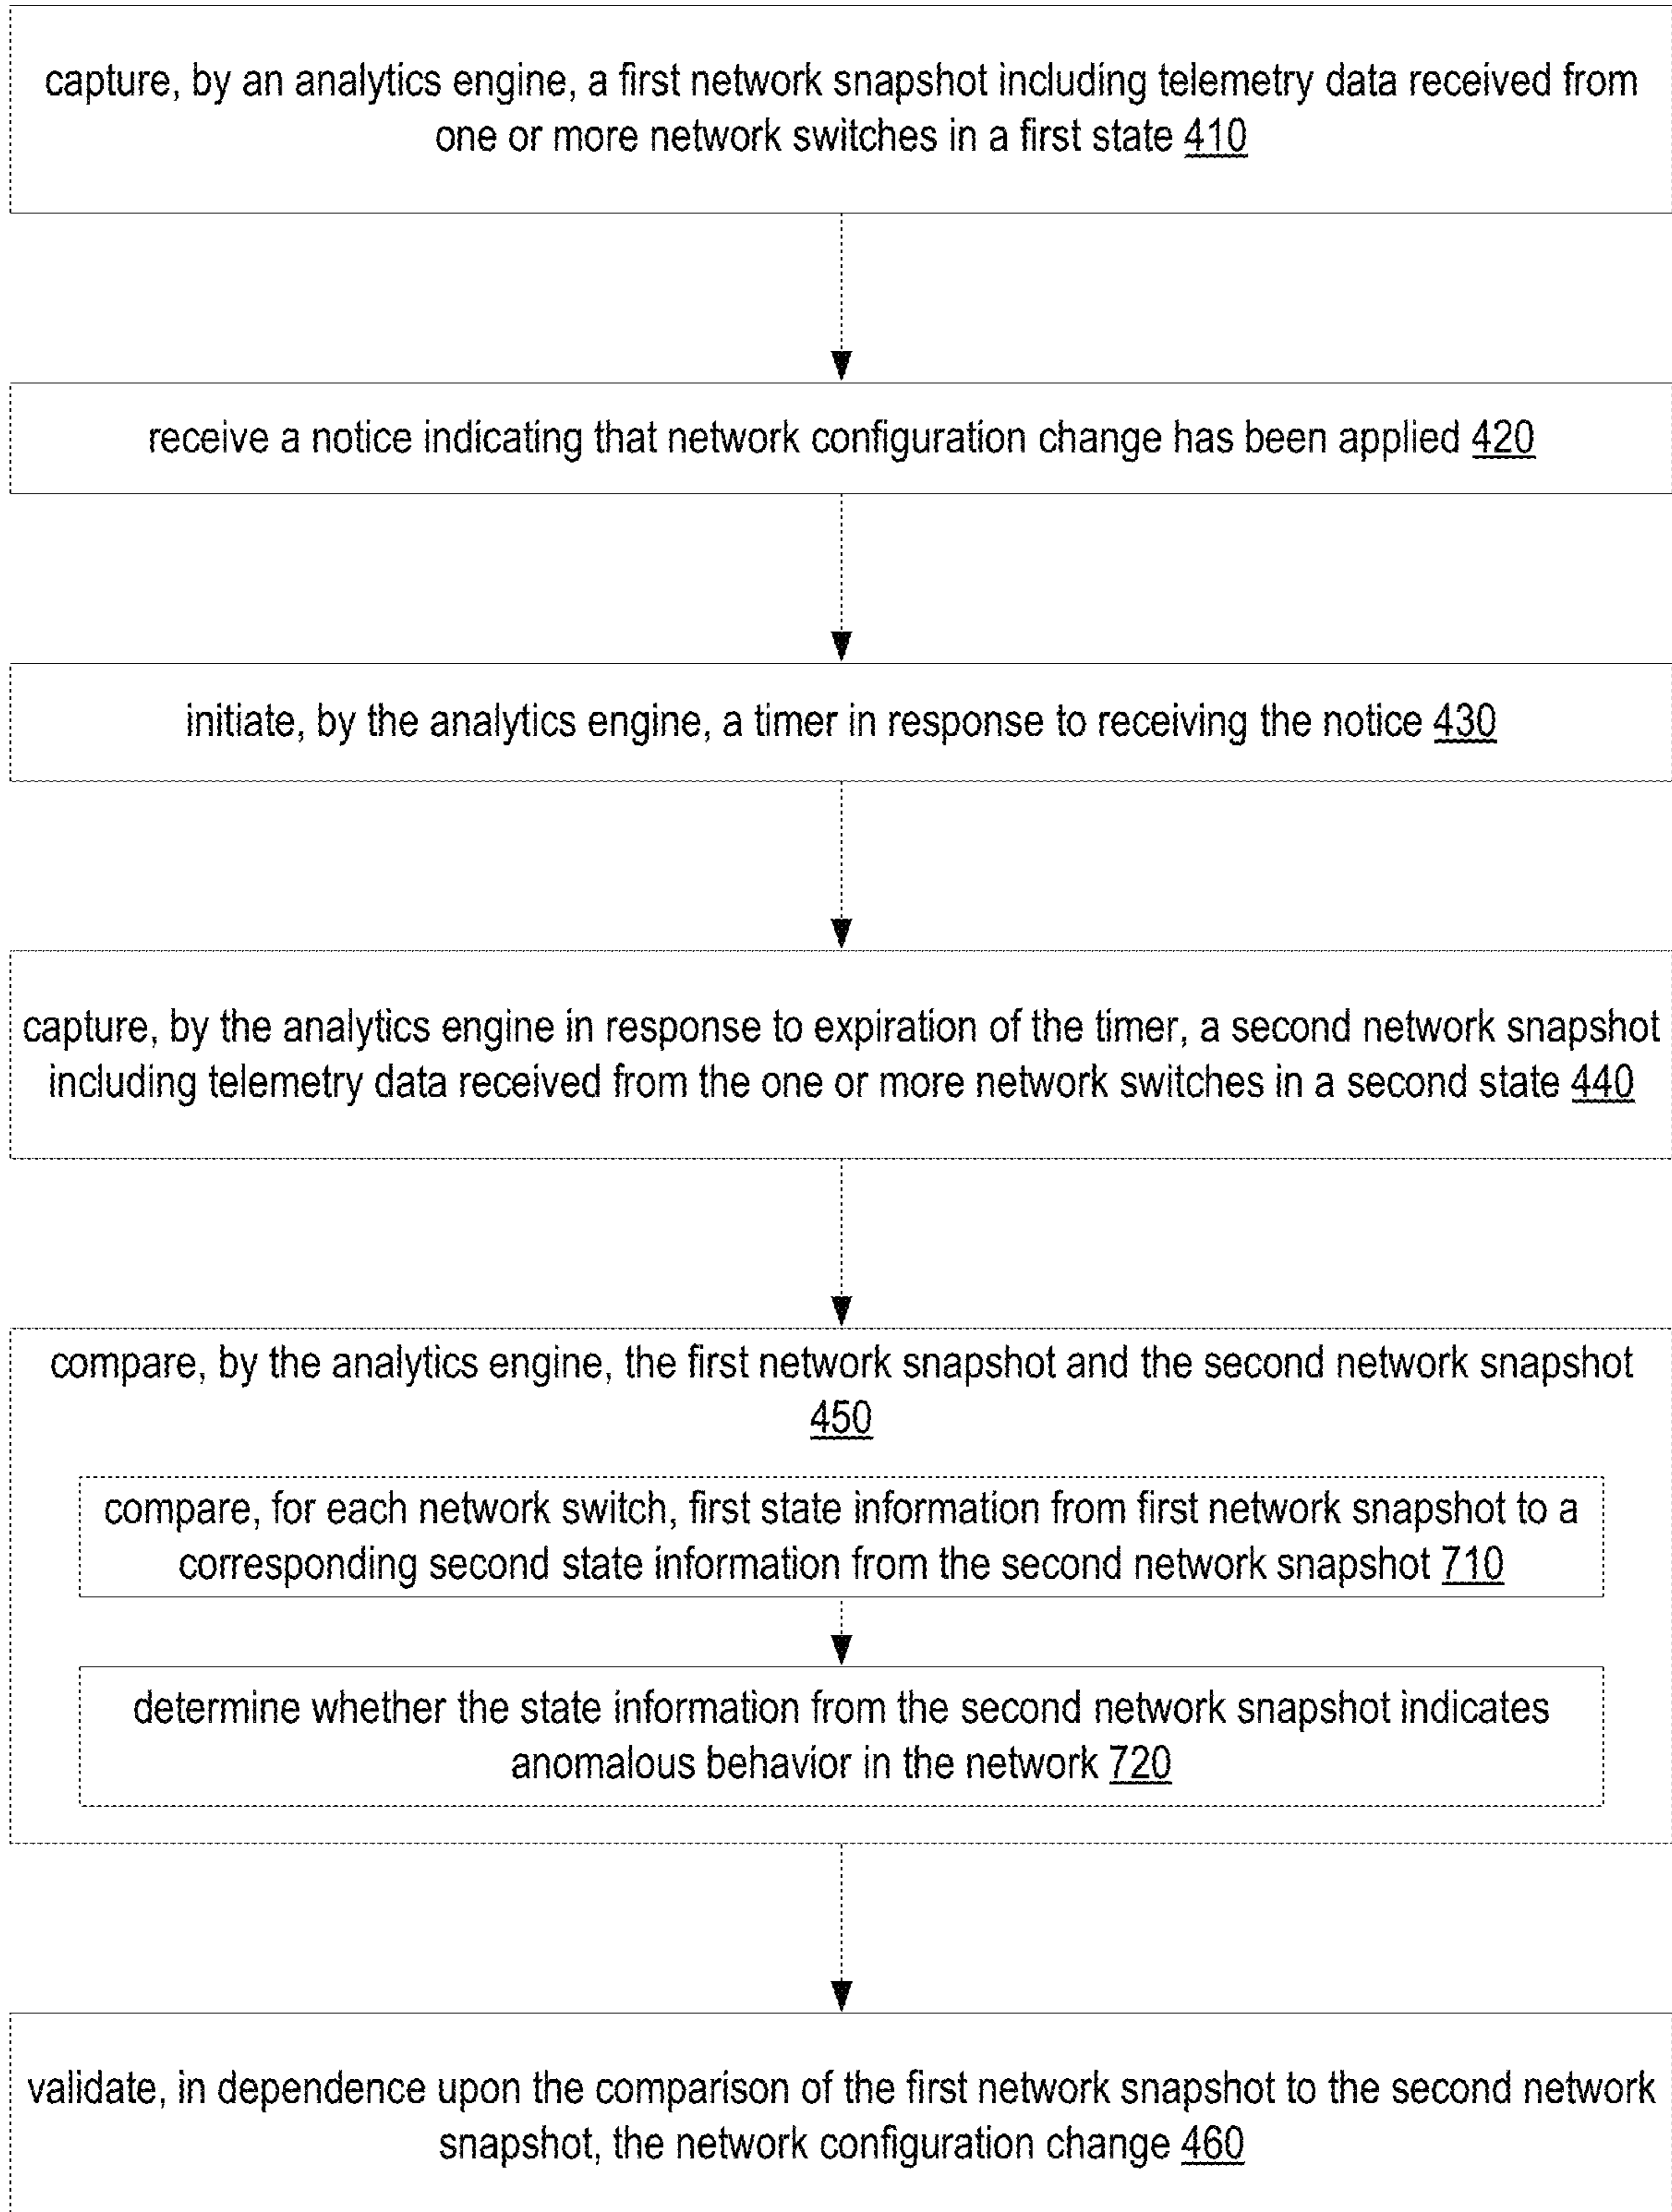 capture, by an analytics engine, a first network snapshot including telemetry data received from
one or more network switches in a first state 410
receive a notice indicating that network configuration change has been applied 420
initiate, by the analytics engine, a timer in response to receiving the notice 430
capture, by the analytics engine in response to expiration of the timer, a second network snapshot
including telemetry data received from the one or more network switches in a second state 440
compare, by the analytics engine, the first network snapshot and the second network snapshot
450
compare, for each network switch, first state information from first network snapshot to a
corresponding second state information from the second network snapshot 710
determine whether the state information from the second network snapshot indicates
anomalous behavior in the network 720
validate, in dependence upon the comparison of the first network snapshot to the second network
snapshot, the network configuration change 460